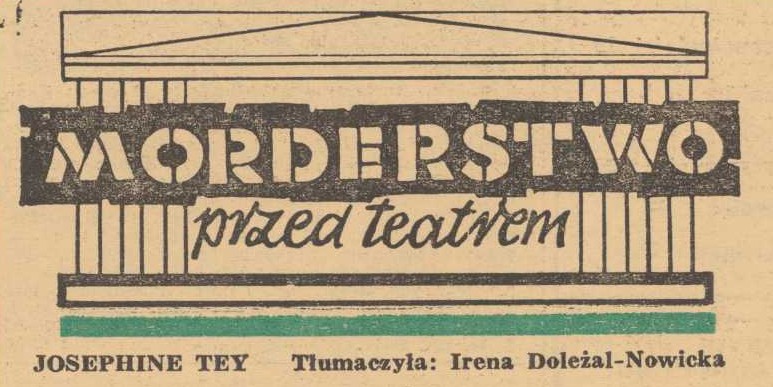 MORDERSTWO
przed teatrem
JOSEPHINE TEY Tłumaczyła: Irena Doleżal-Nowicka